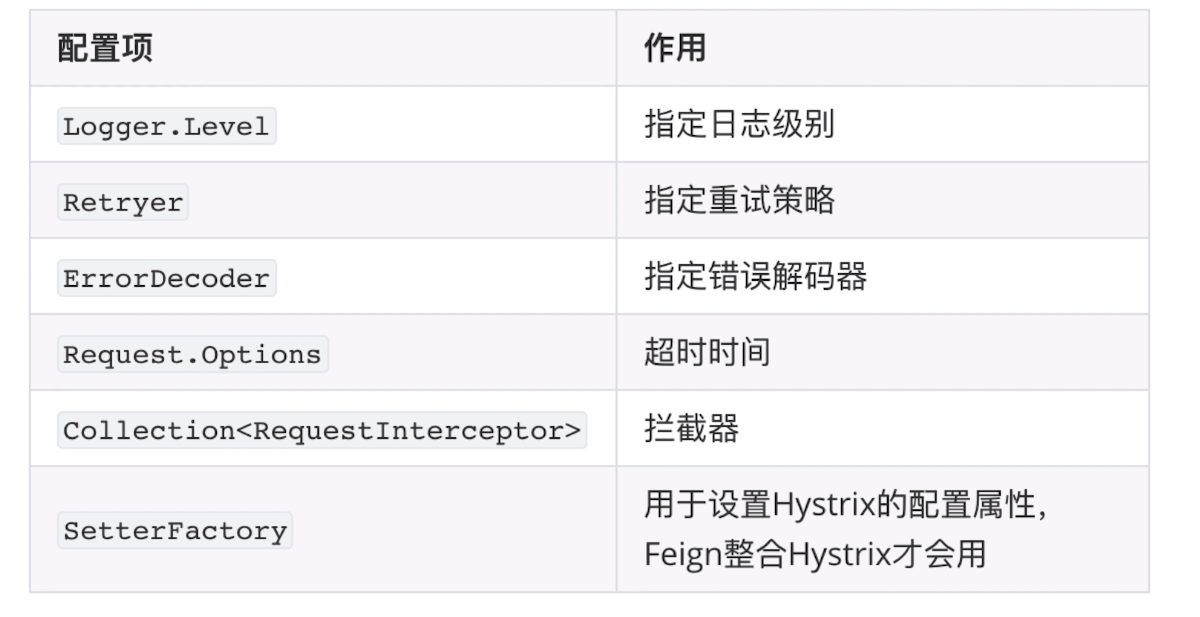 配置项 作用
Logger.Level 指定日志级别
Retryer 指定重试策略
ErrorDecoder 指定错误解码器
Request.Options 超时时间
Collection<RequestInterceptor> 拦截器
SetterFactory 用于设置Hystrix的配置属性,
Feign整合Hystrix才会用